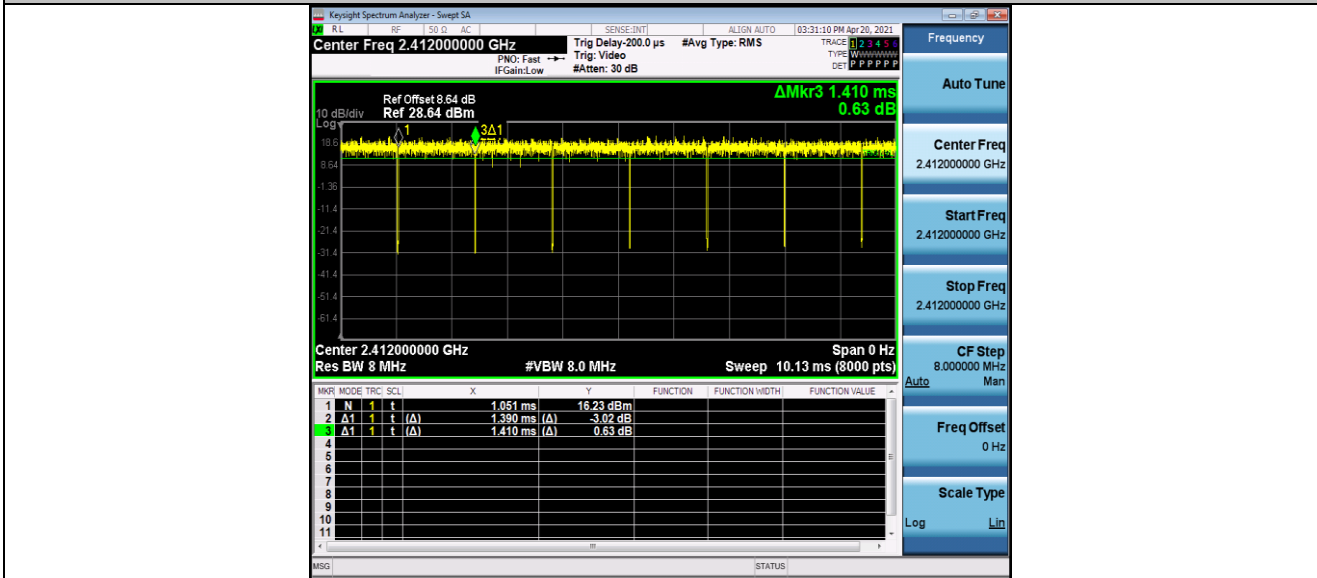 Keysight Spectrum Analyzer - Swept SA
RL RF 50 Ω AC SENSE:INT ALIGN AUTO 03:31:10 PM Apr 20, 2021
Center Freq 2.412000000 GHz
PNO: Fast
IFGain:Low
Trig Delay-200.0 µs
Trig: Video
#Atten: 30 dB
#Avg Type: RMS
TRACE 1 2 3 4 5 6
TYPE WWWWWW
DET P P P P P P
Ref Offset 8.64 dB
10 dB/div Ref 28.64 dBm
Log
ΔMkr3 1.410 ms
0.63 dB
1
3Δ1
18.6
8.64
-1.36
-11.4
-21.4
-31.4
-41.4
-51.4
-61.4
Center 2.412000000 GHz Span 0 Hz
Res BW 8 MHz #VBW 8.0 MHz Sweep 10.13 ms (8000 pts)
MKR MODE TRC SCL X Y FUNCTION FUNCTION WIDTH FUNCTION VALUE
1 N 1 t 1.051 ms 16.23 dBm
2 Δ1 1 t (Δ) 1.390 ms (Δ) -3.02 dB
3 Δ1 1 t (Δ) 1.410 ms (Δ) 0.63 dB
4
5
6
7
8
9
10
11
MSG STATUS
Frequency
Auto Tune
Center Freq
2.412000000 GHz
Start Freq
2.412000000 GHz
Stop Freq
2.412000000 GHz
CF Step
8.000000 MHz
Auto Man
Freq Offset
0 Hz
Scale Type
Log Lin